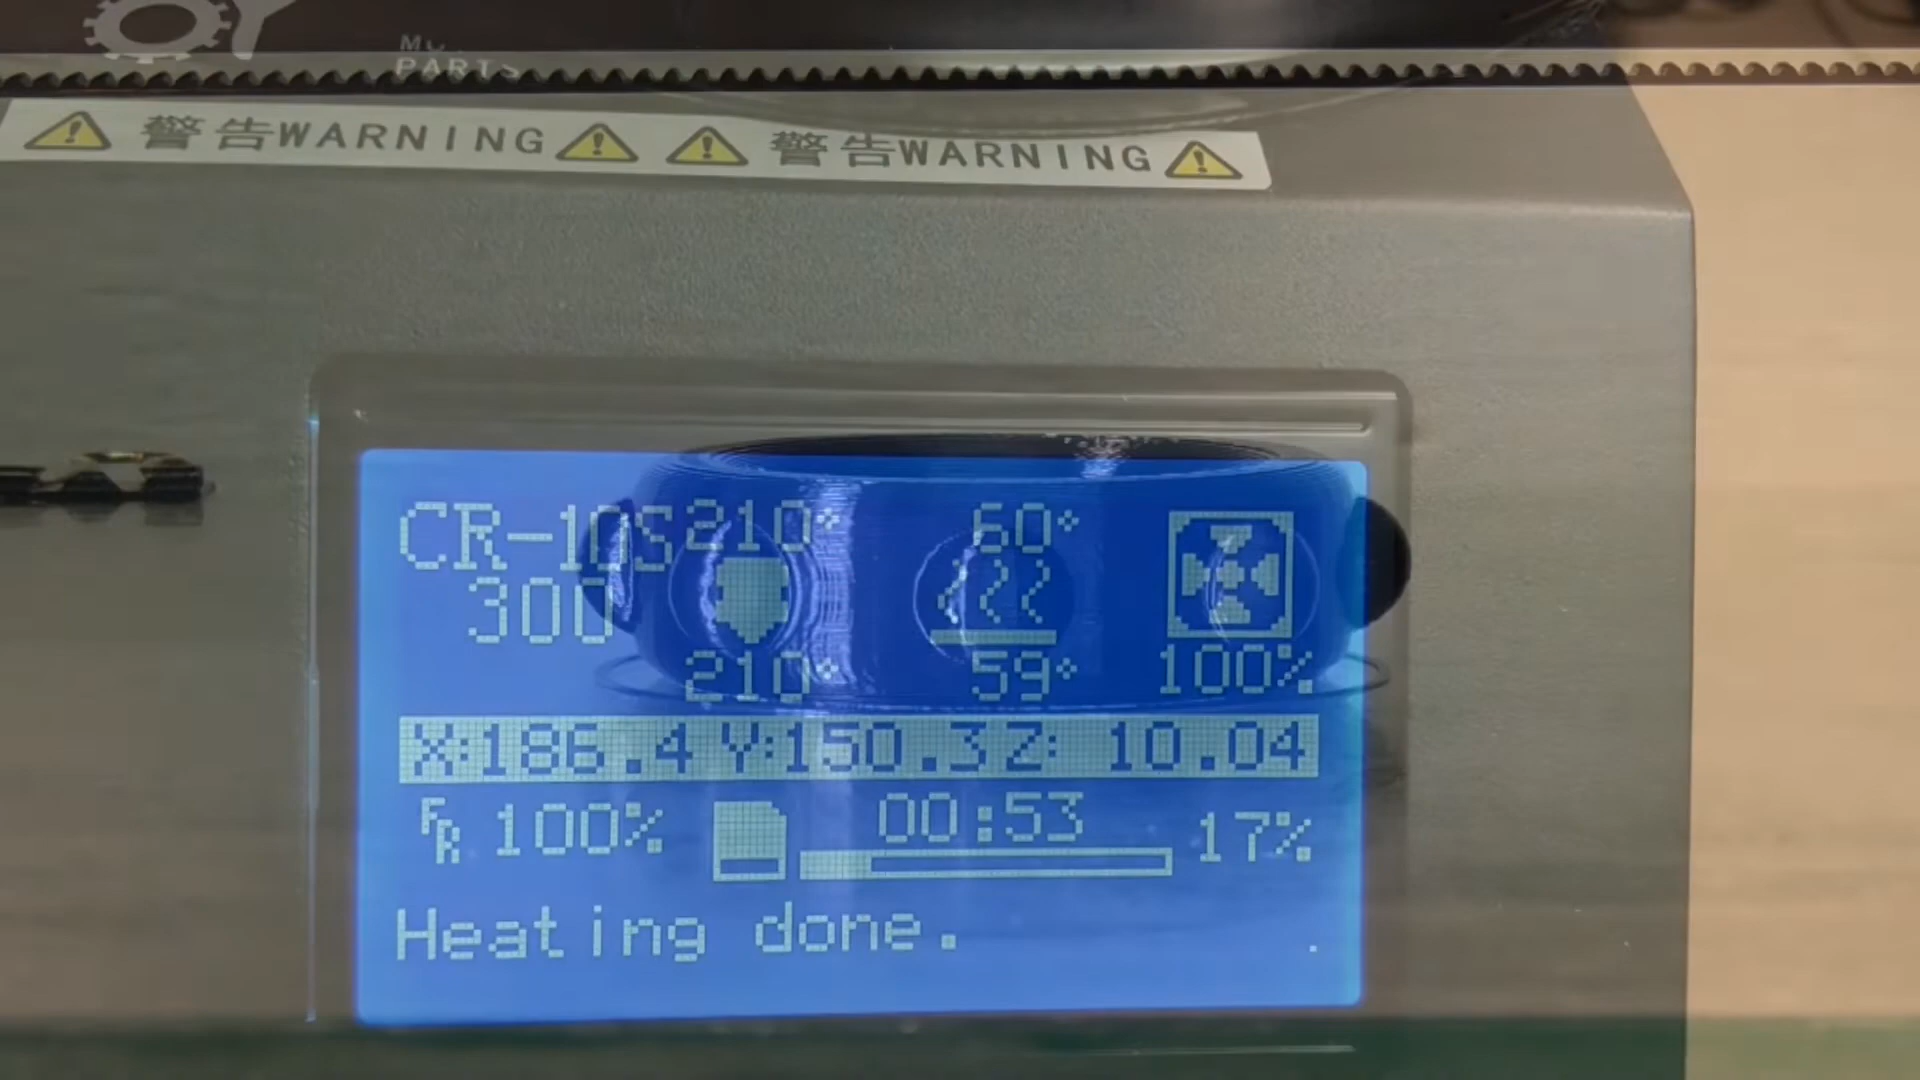 PARTS
警告WARNING 警告WARNING
CR-10S 210° 60°
300
210° 59° 100%
X:186.4 Y:150.3 Z: 10.04
FR 100% 00:53 17%
Heating done. .